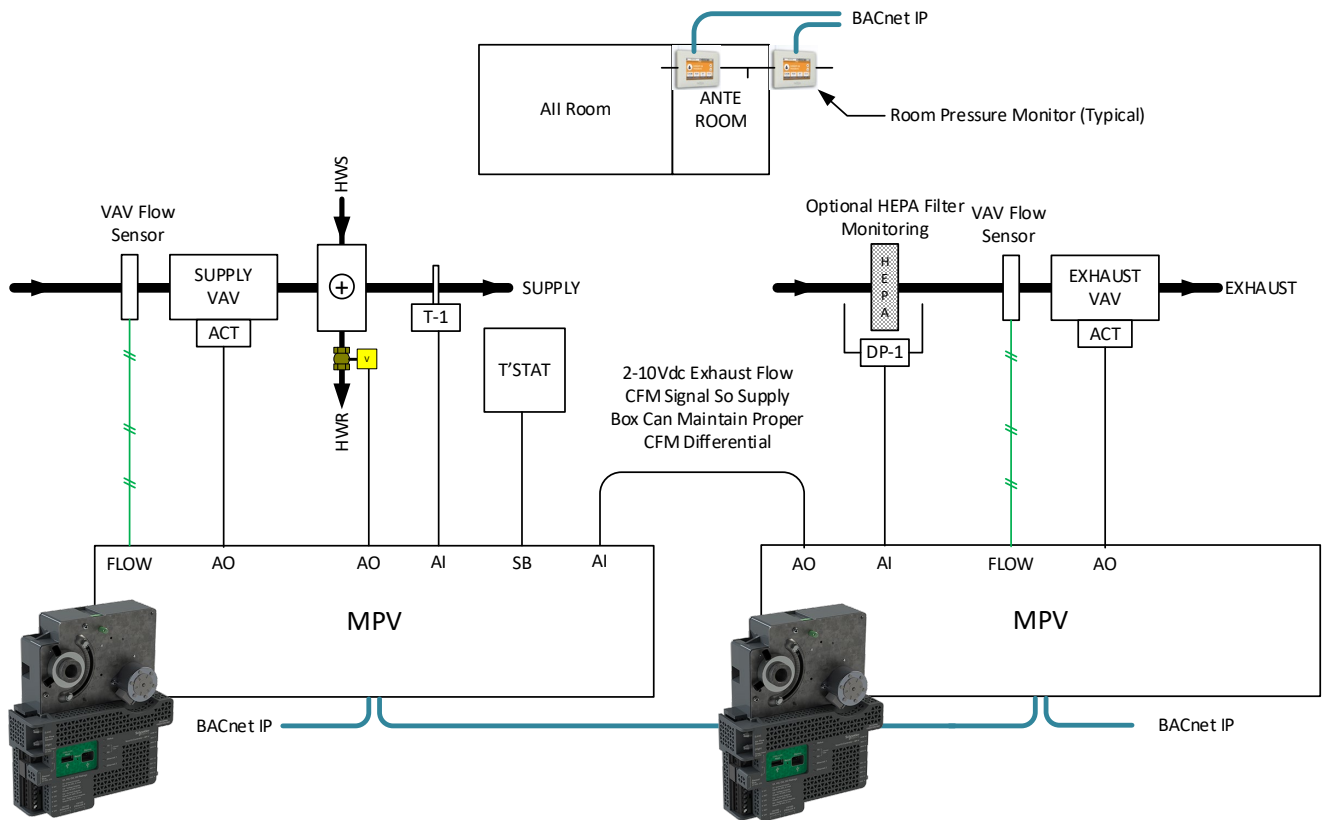 BACnet IP
AII Room
ANTE
ROOM
Room Pressure Monitor (Typical)
HWS
VAV Flow
Sensor
SUPPLY
VAV
ACT
SUPPLY
T-1
V
HWR
T'STAT
2-10Vdc Exhaust Flow
CFM Signal So Supply
Box Can Maintain Proper
CFM Differential
Optional HEPA Filter
Monitoring
HEPA
DP-1
VAV Flow
Sensor
EXHAUST
VAV
ACT
EXHAUST
FLOW
AO
AO
AI
SB
AI
MPV
AO
AI
FLOW
AO
MPV
BACnet IP
BACnet IP